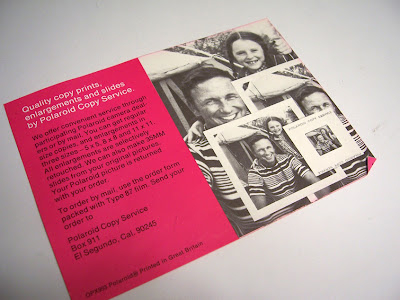 Quality copy prints,
enlargements and slides
by Polaroid Copy Service.
We offer convenient service through
participating Polaroid camera deal
ers or by mail. You can get regular
size copies, and enlargements in
three sizes: 5 x 5, 8 x 8 and 11 x 11.
All enlargements are selectively
retouched. We can also make 35MM.
slides from your original pictures.
Your Polaroid picture is returned
with your order.
To order by mail, use the order form
packed with Type 87 film. Send your
order to
Polaroid Copy Service
Box 911
El Segundo, Cal. 90245
Polaroid® Printed in Great Britain